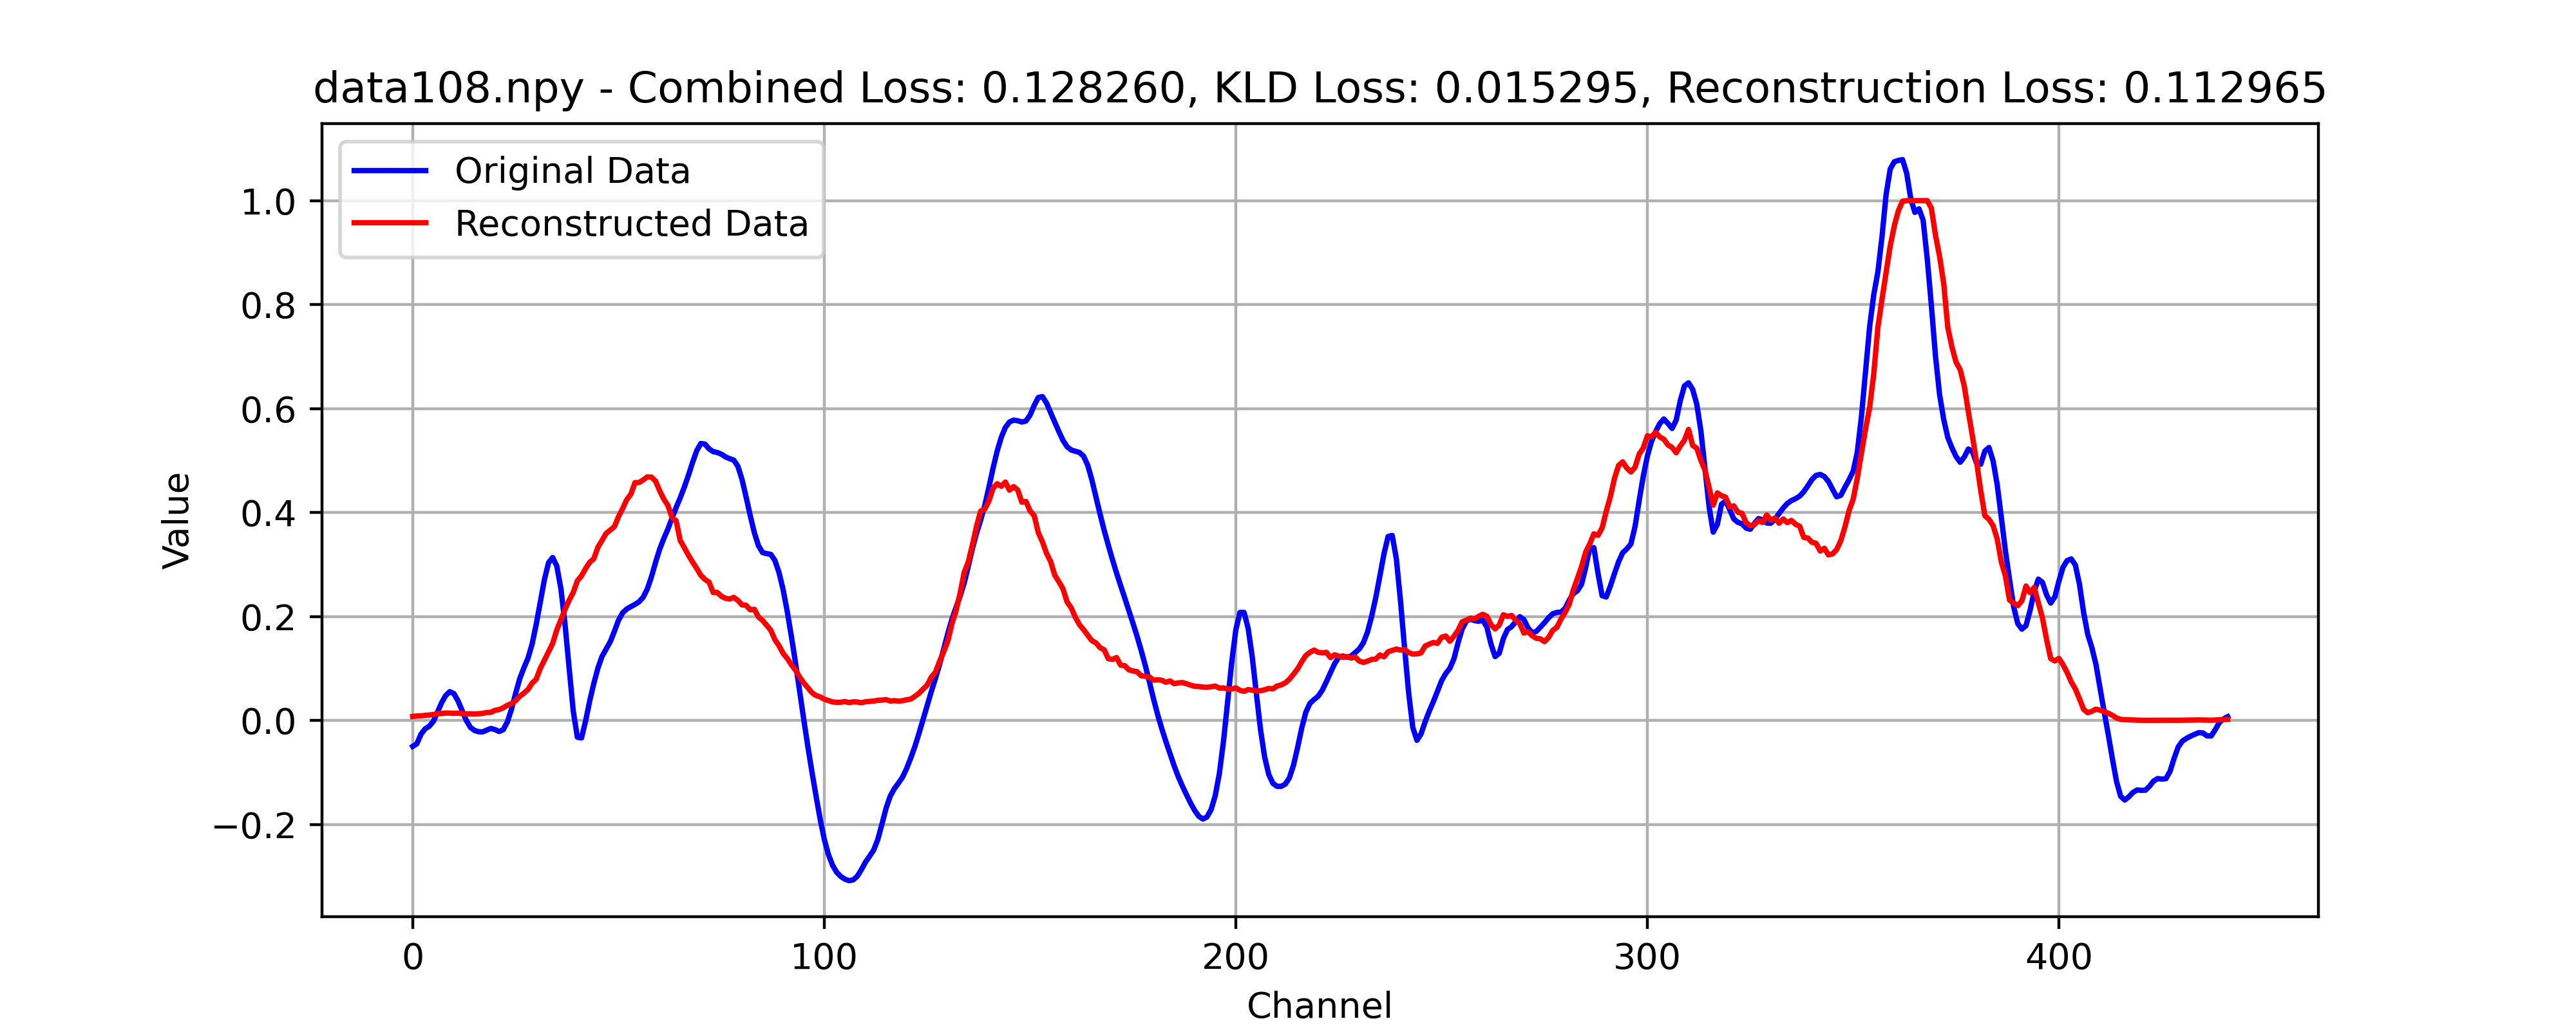 data108.npy - Combined Loss: 0.128260, KLD Loss: 0.015295, Reconstruction Loss: 0.112965
Original Data
Reconstructed Data
1.0
0.8
0.6
0.4
0.2
0.0
−0.2
Value
0 100 200 300 400
Channel